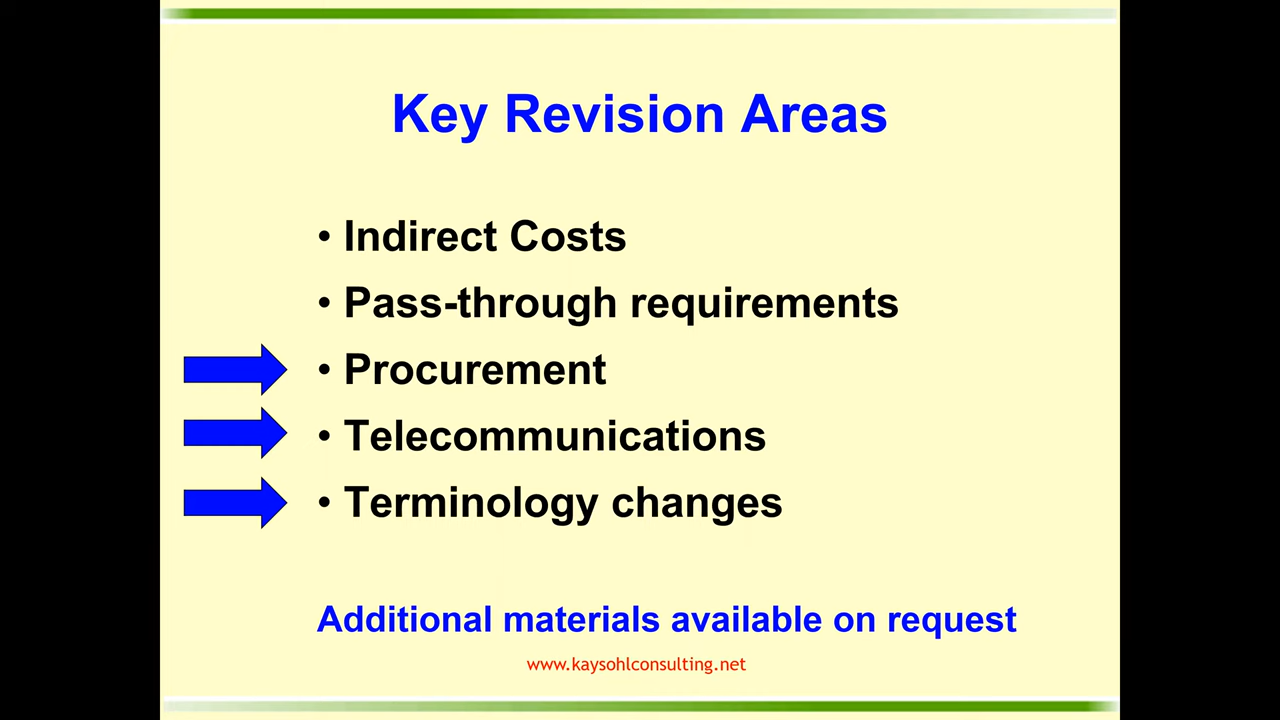 Key Revision Areas
• Indirect Costs
• Pass-through requirements
• Procurement
• Telecommunications
• Terminology changes
Additional materials available on request
www.kaysohlconsulting.net